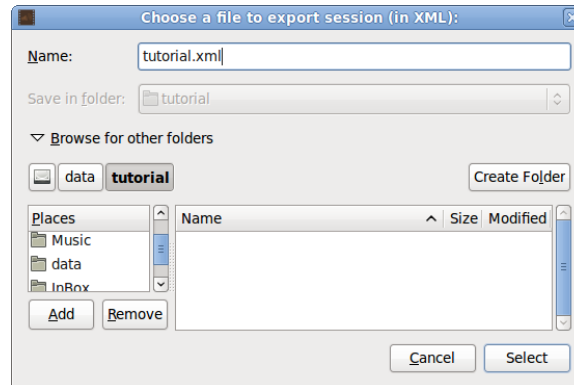 Choose a file to export session (in XML):
Name: tutorial.xml
Save in folder: tutorial
Browse for other folders
data tutorial Create Folder
Places Name Size Modified
Music
data
InBox
Add Remove
Cancel Select